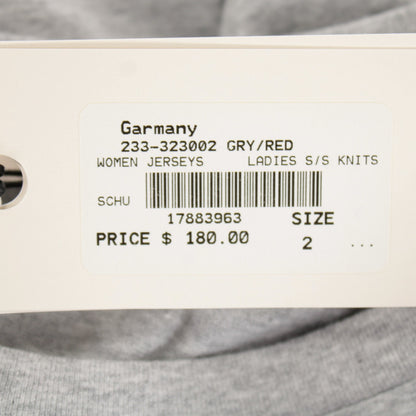 Garmany
233-323002 GRY/RED
WOMEN JERSEYS LADIES S/S KNITS
SCHU
17883963 SIZE
PRICE $ 180.00 2 ...